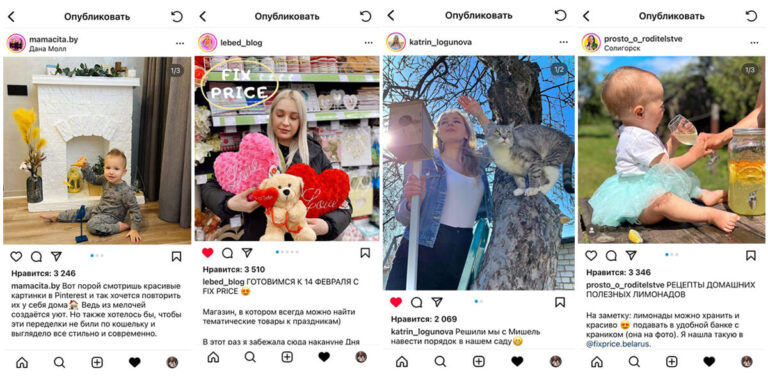 Опубликовать
mamacita.by
Дана Молл
1/3
Нравится: 3 246
mamacita.by Вот порой смотришь красивые
картинки в Pinterest и так хочется повторить
их у себя дома🏠 Ведь из мелочей
создаётся уют. Но также хотелось бы, чтобы
эти переделки не били по кошельку и
выглядело все стильно и современно.
Опубликовать
lebed_blog
FIX
PRICE
Love
Нравится: 3 510
lebed_blog ГОТОВИМСЯ К 14 ФЕВРАЛЯ С
FIX PRICE 😍
Магазин, в котором всегда можно найти
тематические товары к праздникам)
В этот раз я забежала сюда накануне Дня
Опубликовать
katrin_logunova
1/2
Нравится: 2 069
katrin_logunova Решили мы с Мишель
навести порядок в нашем саду😁
Опубликовать
prosto_o_roditelstve
Солигорск
1/3
Нравится: 3 346
prosto_o_roditelstve РЕЦЕПТЫ ДОМАШНИХ
ПОЛЕЗНЫХ ЛИМОНАДОВ
На заметку: лимонады можно хранить и
красиво 😍 подавать в удобной банке с
краником (она на фото). Я нашла такую в
@fixprice.belarus.